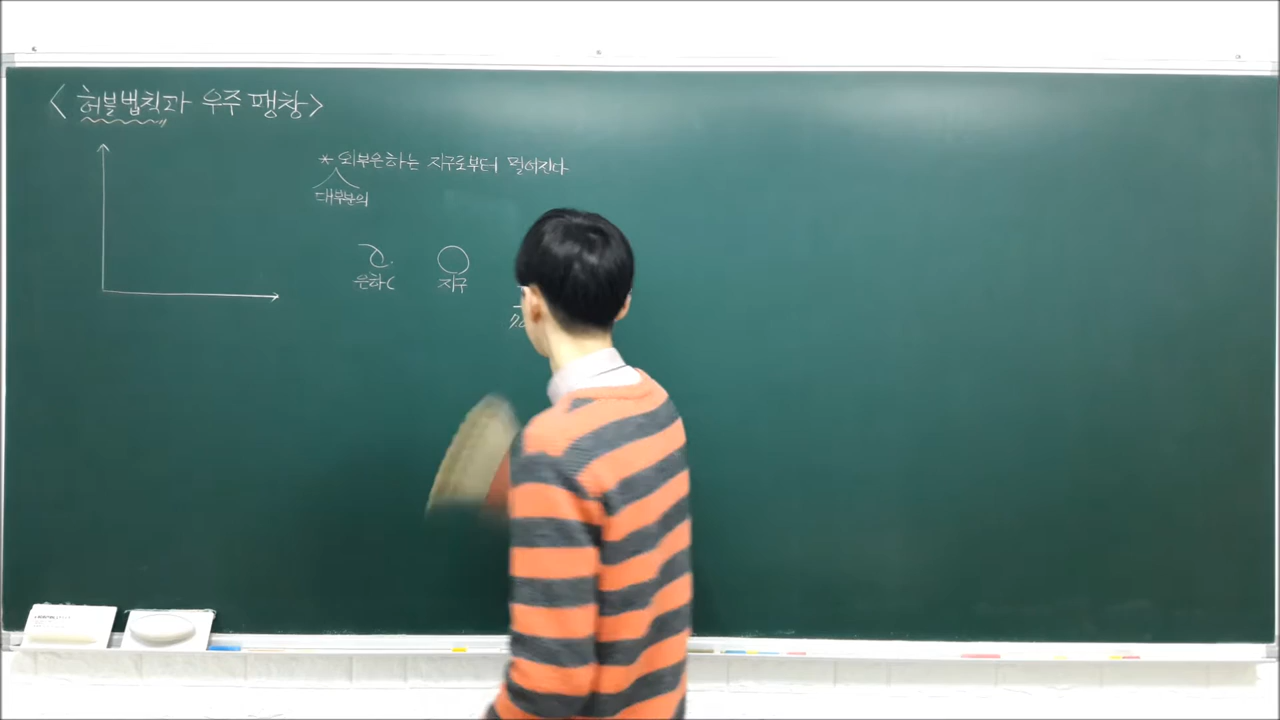 <허블법칙과 우주 팽창>
* 외부은하는 지구로부터 멀어진다
대부분의
은하C 지구